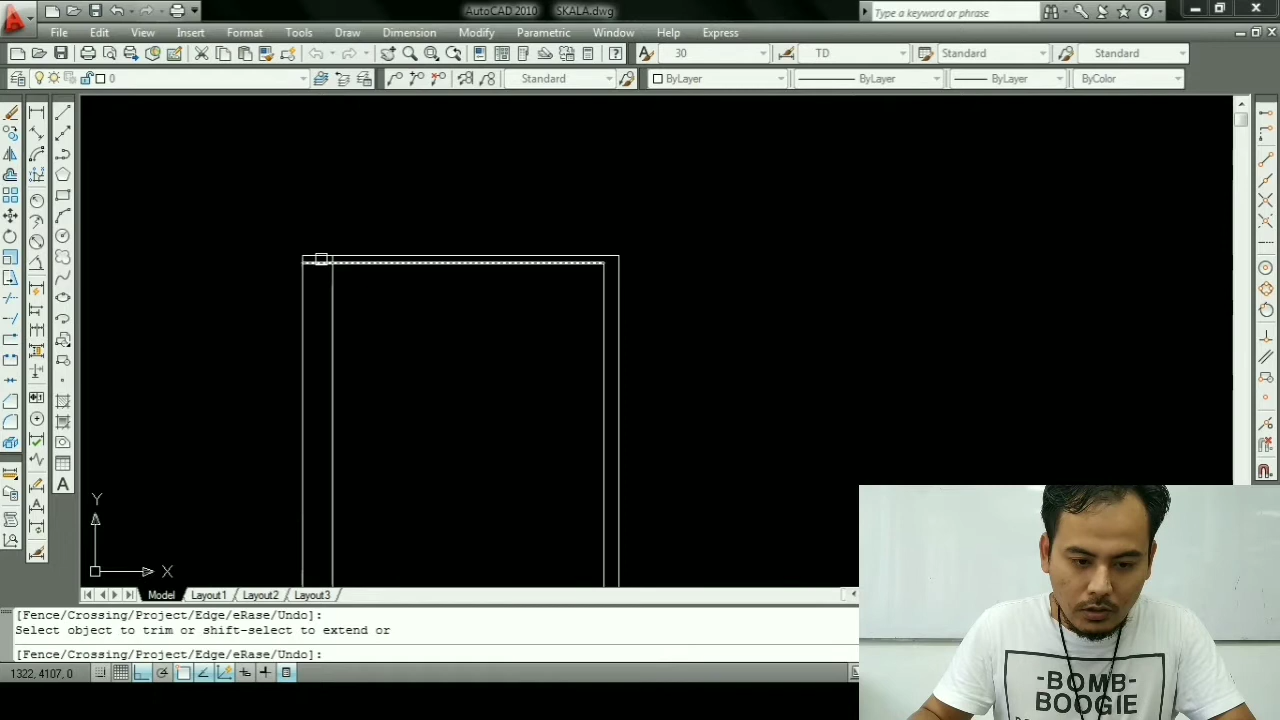 AutoCAD 2010 SKALA.dwg
Type a keyword or phrase
File Edit View Insert Format Tools Draw Dimension Modify Parametric Window Help Express
30 TD Standard Standard
0 Standard ByLayer ByLayer ByLayer ByColor
A
Y
X
Model Layout1 Layout2 Layout3
[Fence/Crossing/Project/Edge/eRase/Undo]:
Select object to trim or shift-select to extend or
[Fence/Crossing/Project/Edge/eRase/Undo]:
1322, 4107, 0
-BOMB-
BOOGIE